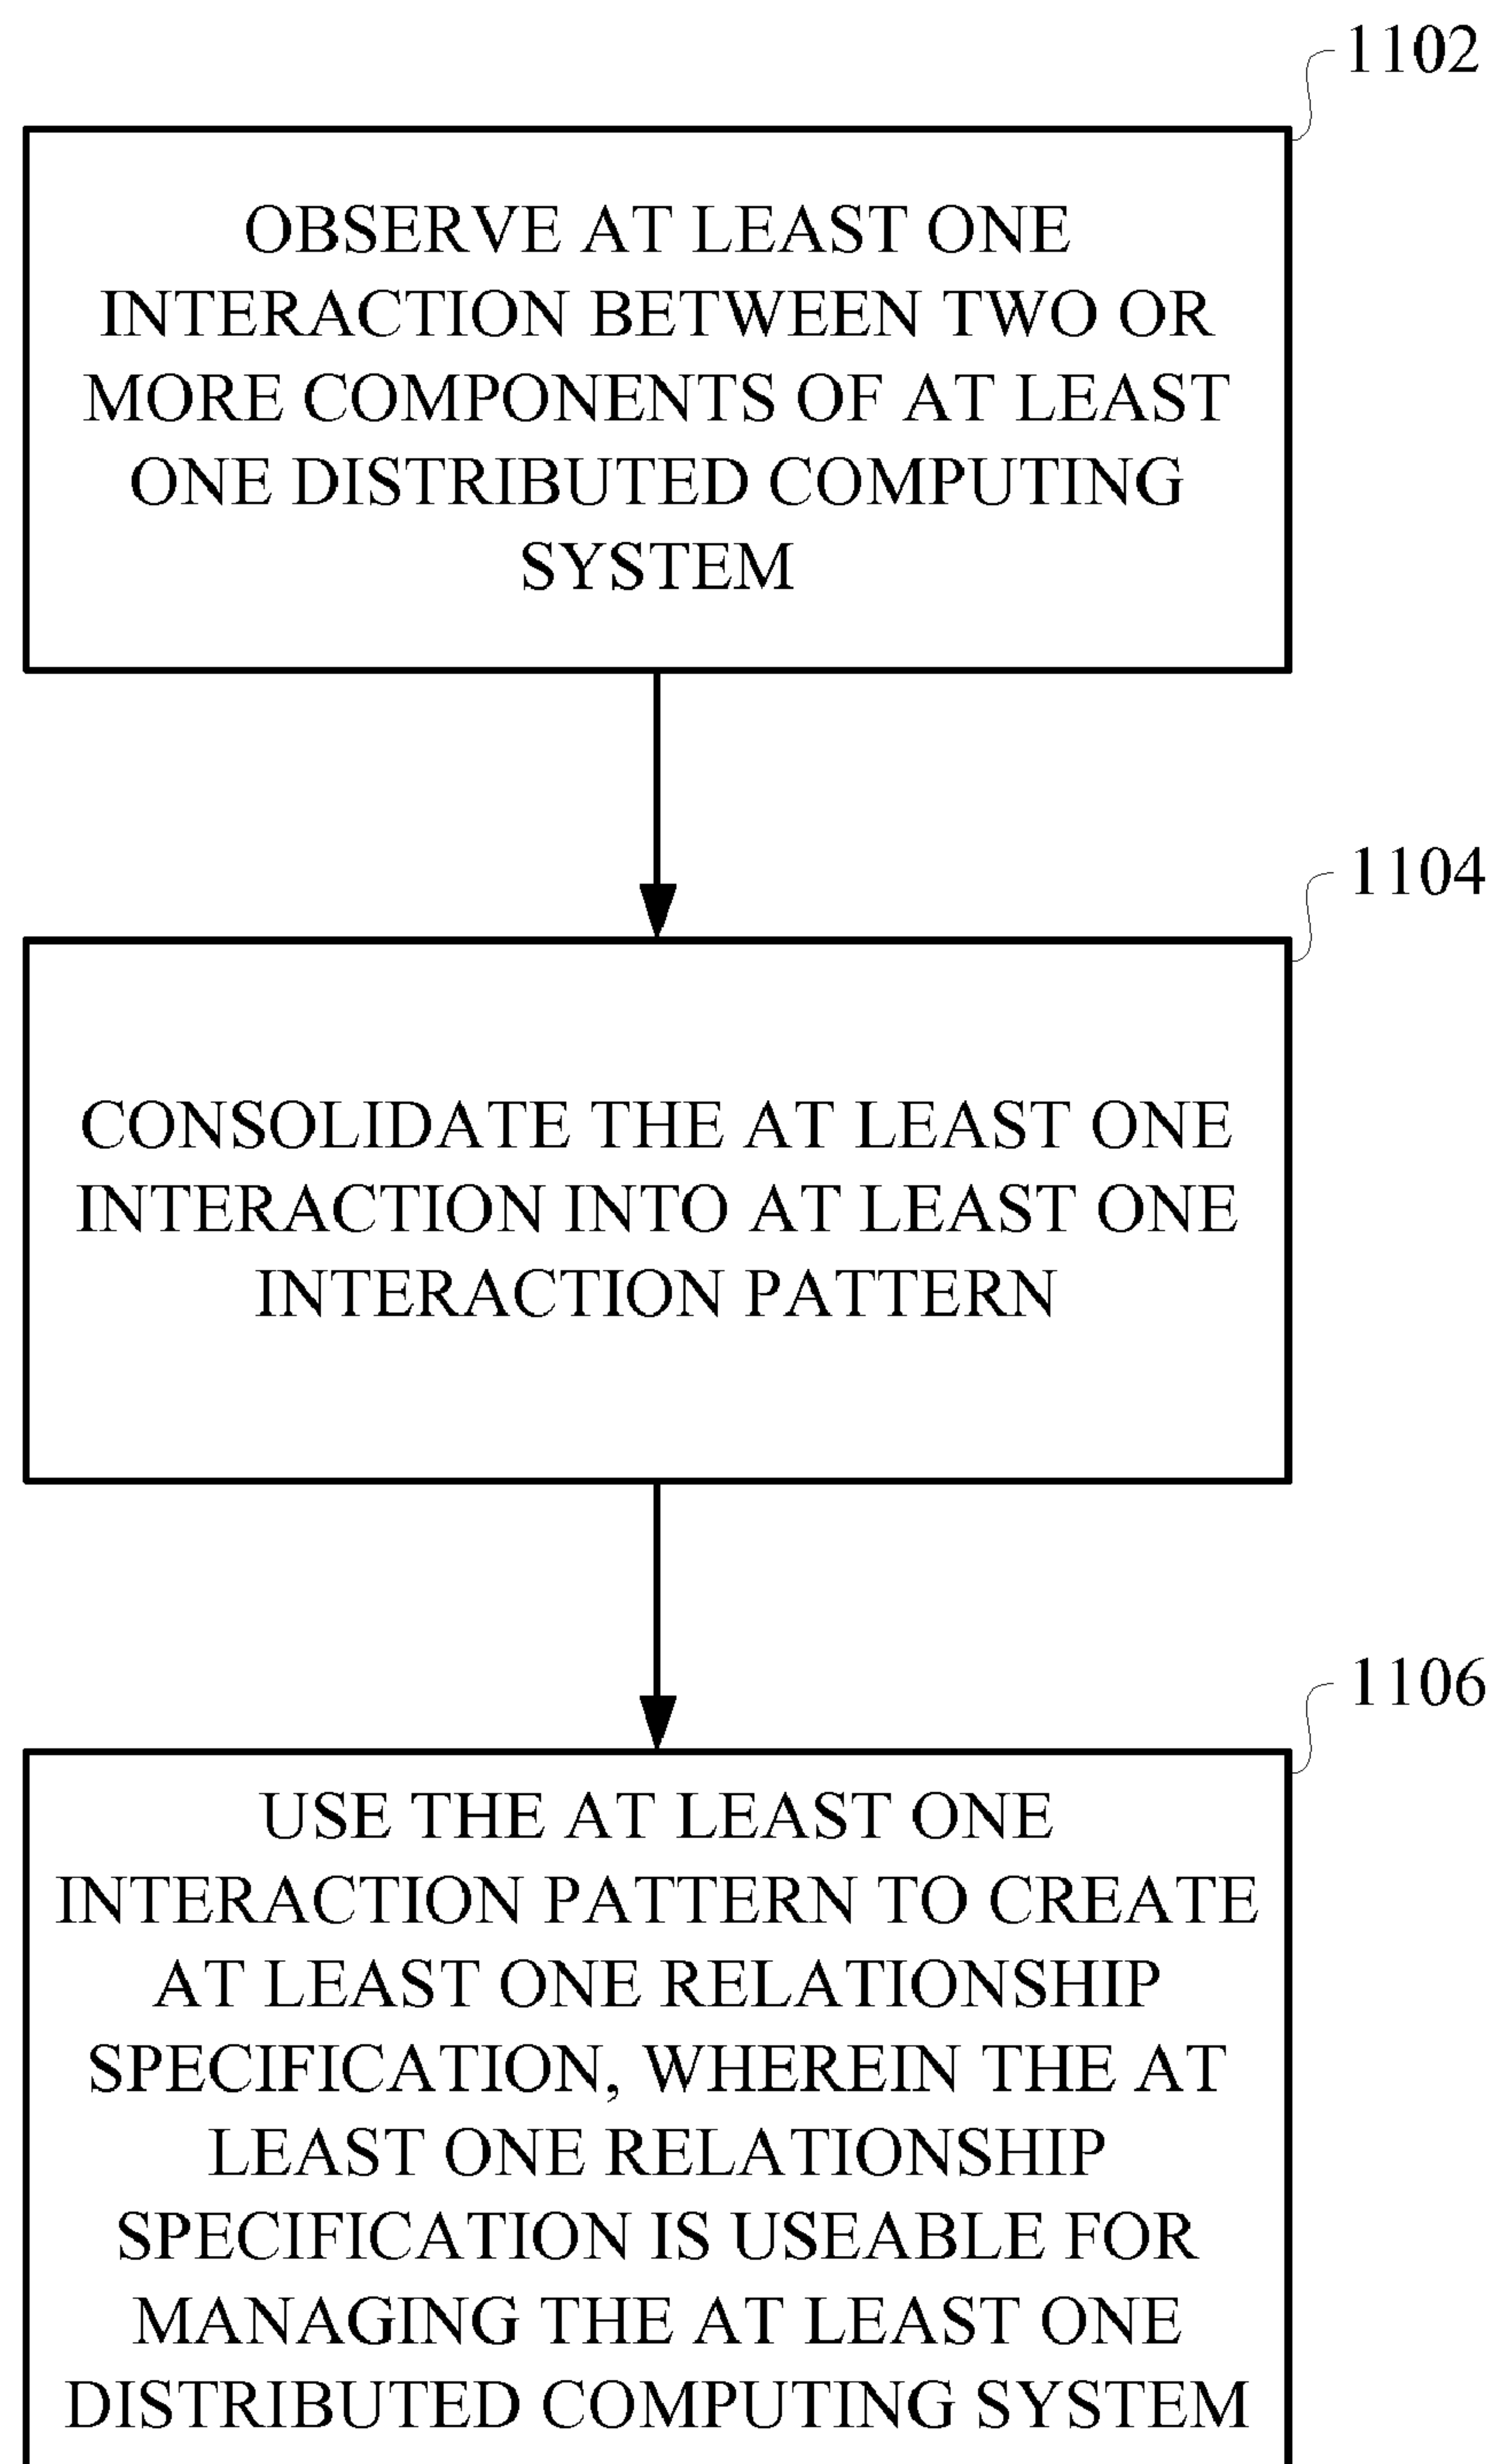 1102
OBSERVE AT LEAST ONE
INTERACTION BETWEEN TWO OR
MORE COMPONENTS OF AT LEAST
ONE DISTRIBUTED COMPUTING
SYSTEM
1104
CONSOLIDATE THE AT LEAST ONE
INTERACTION INTO AT LEAST ONE
INTERACTION PATTERN
1106
USE THE AT LEAST ONE
INTERACTION PATTERN TO CREATE
AT LEAST ONE RELATIONSHIP
SPECIFICATION, WHEREIN THE AT
LEAST ONE RELATIONSHIP
SPECIFICATION IS USEABLE FOR
MANAGING THE AT LEAST ONE
DISTRIBUTED COMPUTING SYSTEM